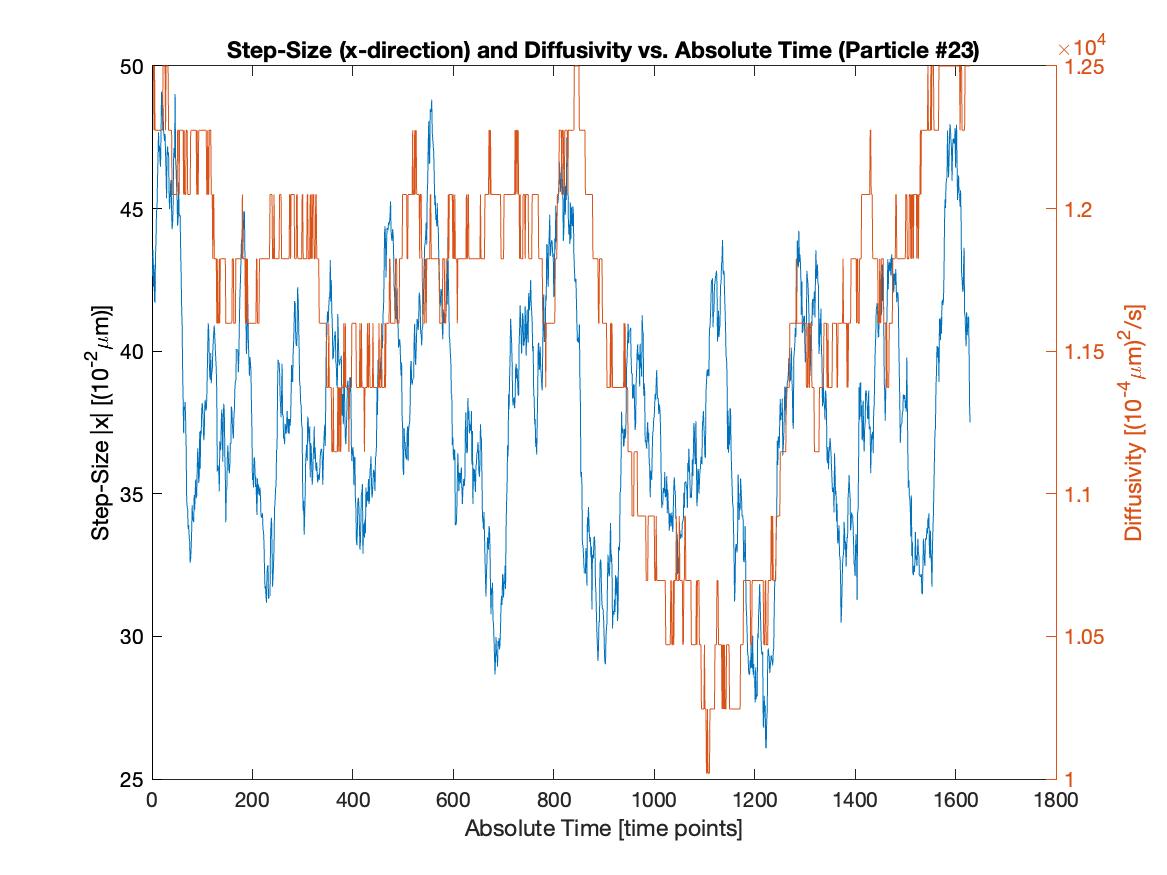 Step-Size (x-direction) and Diffusivity vs. Absolute Time (Particle #23)
×10⁴
50
45
40
35
30
25
Step-Size |x| [(10⁻² μm)]
1.25
1.2
1.15
1.1
1.05
1
Diffusivity [(10⁻⁴ μm)²/s]
0 200 400 600 800 1000 1200 1400 1600 1800
Absolute Time [time points]